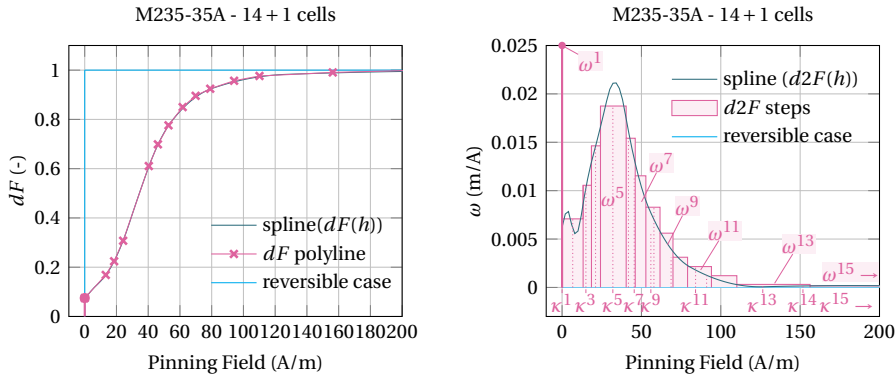 M235-35A - 14 + 1 cells
1
0.8
0.6
0.4
0.2
0
dF (-)
spline(dF(h))
dF polyline
reversible case
0 20 40 60 80 100 120 140 160 180 200
Pinning Field (A/m)
M235-35A - 14 + 1 cells
0.025
0.02
0.015
0.01
0.005
0
ω (m/A)
ω¹
spline (d2F(h))
d2F steps
reversible case
ω⁷
ω⁵
ω⁹
ω¹¹
ω¹³
ω¹⁵ →
κ¹ κ³ κ⁵ κ⁷ κ⁹ κ¹¹ κ¹³ κ¹⁴ κ¹⁵ →
0 50 100 150 200
Pinning Field (A/m)